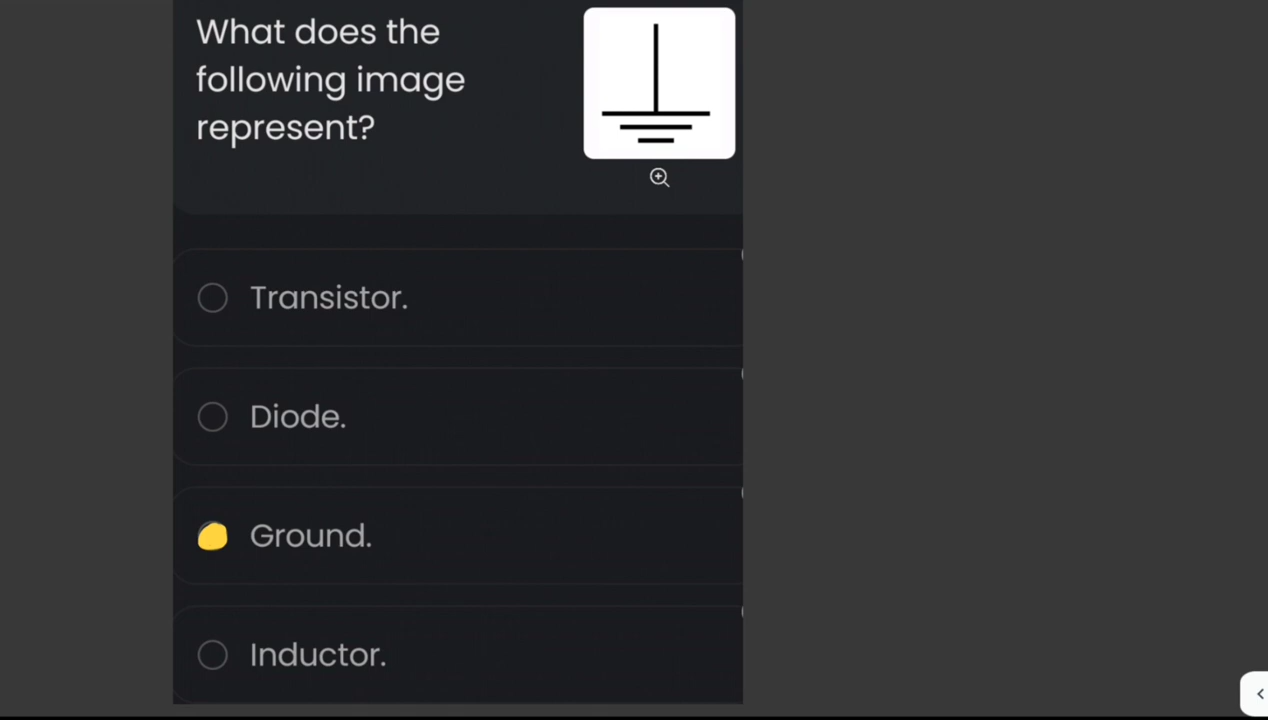 What does the
following image
represent?
Transistor.
Diode.
Ground.
Inductor.